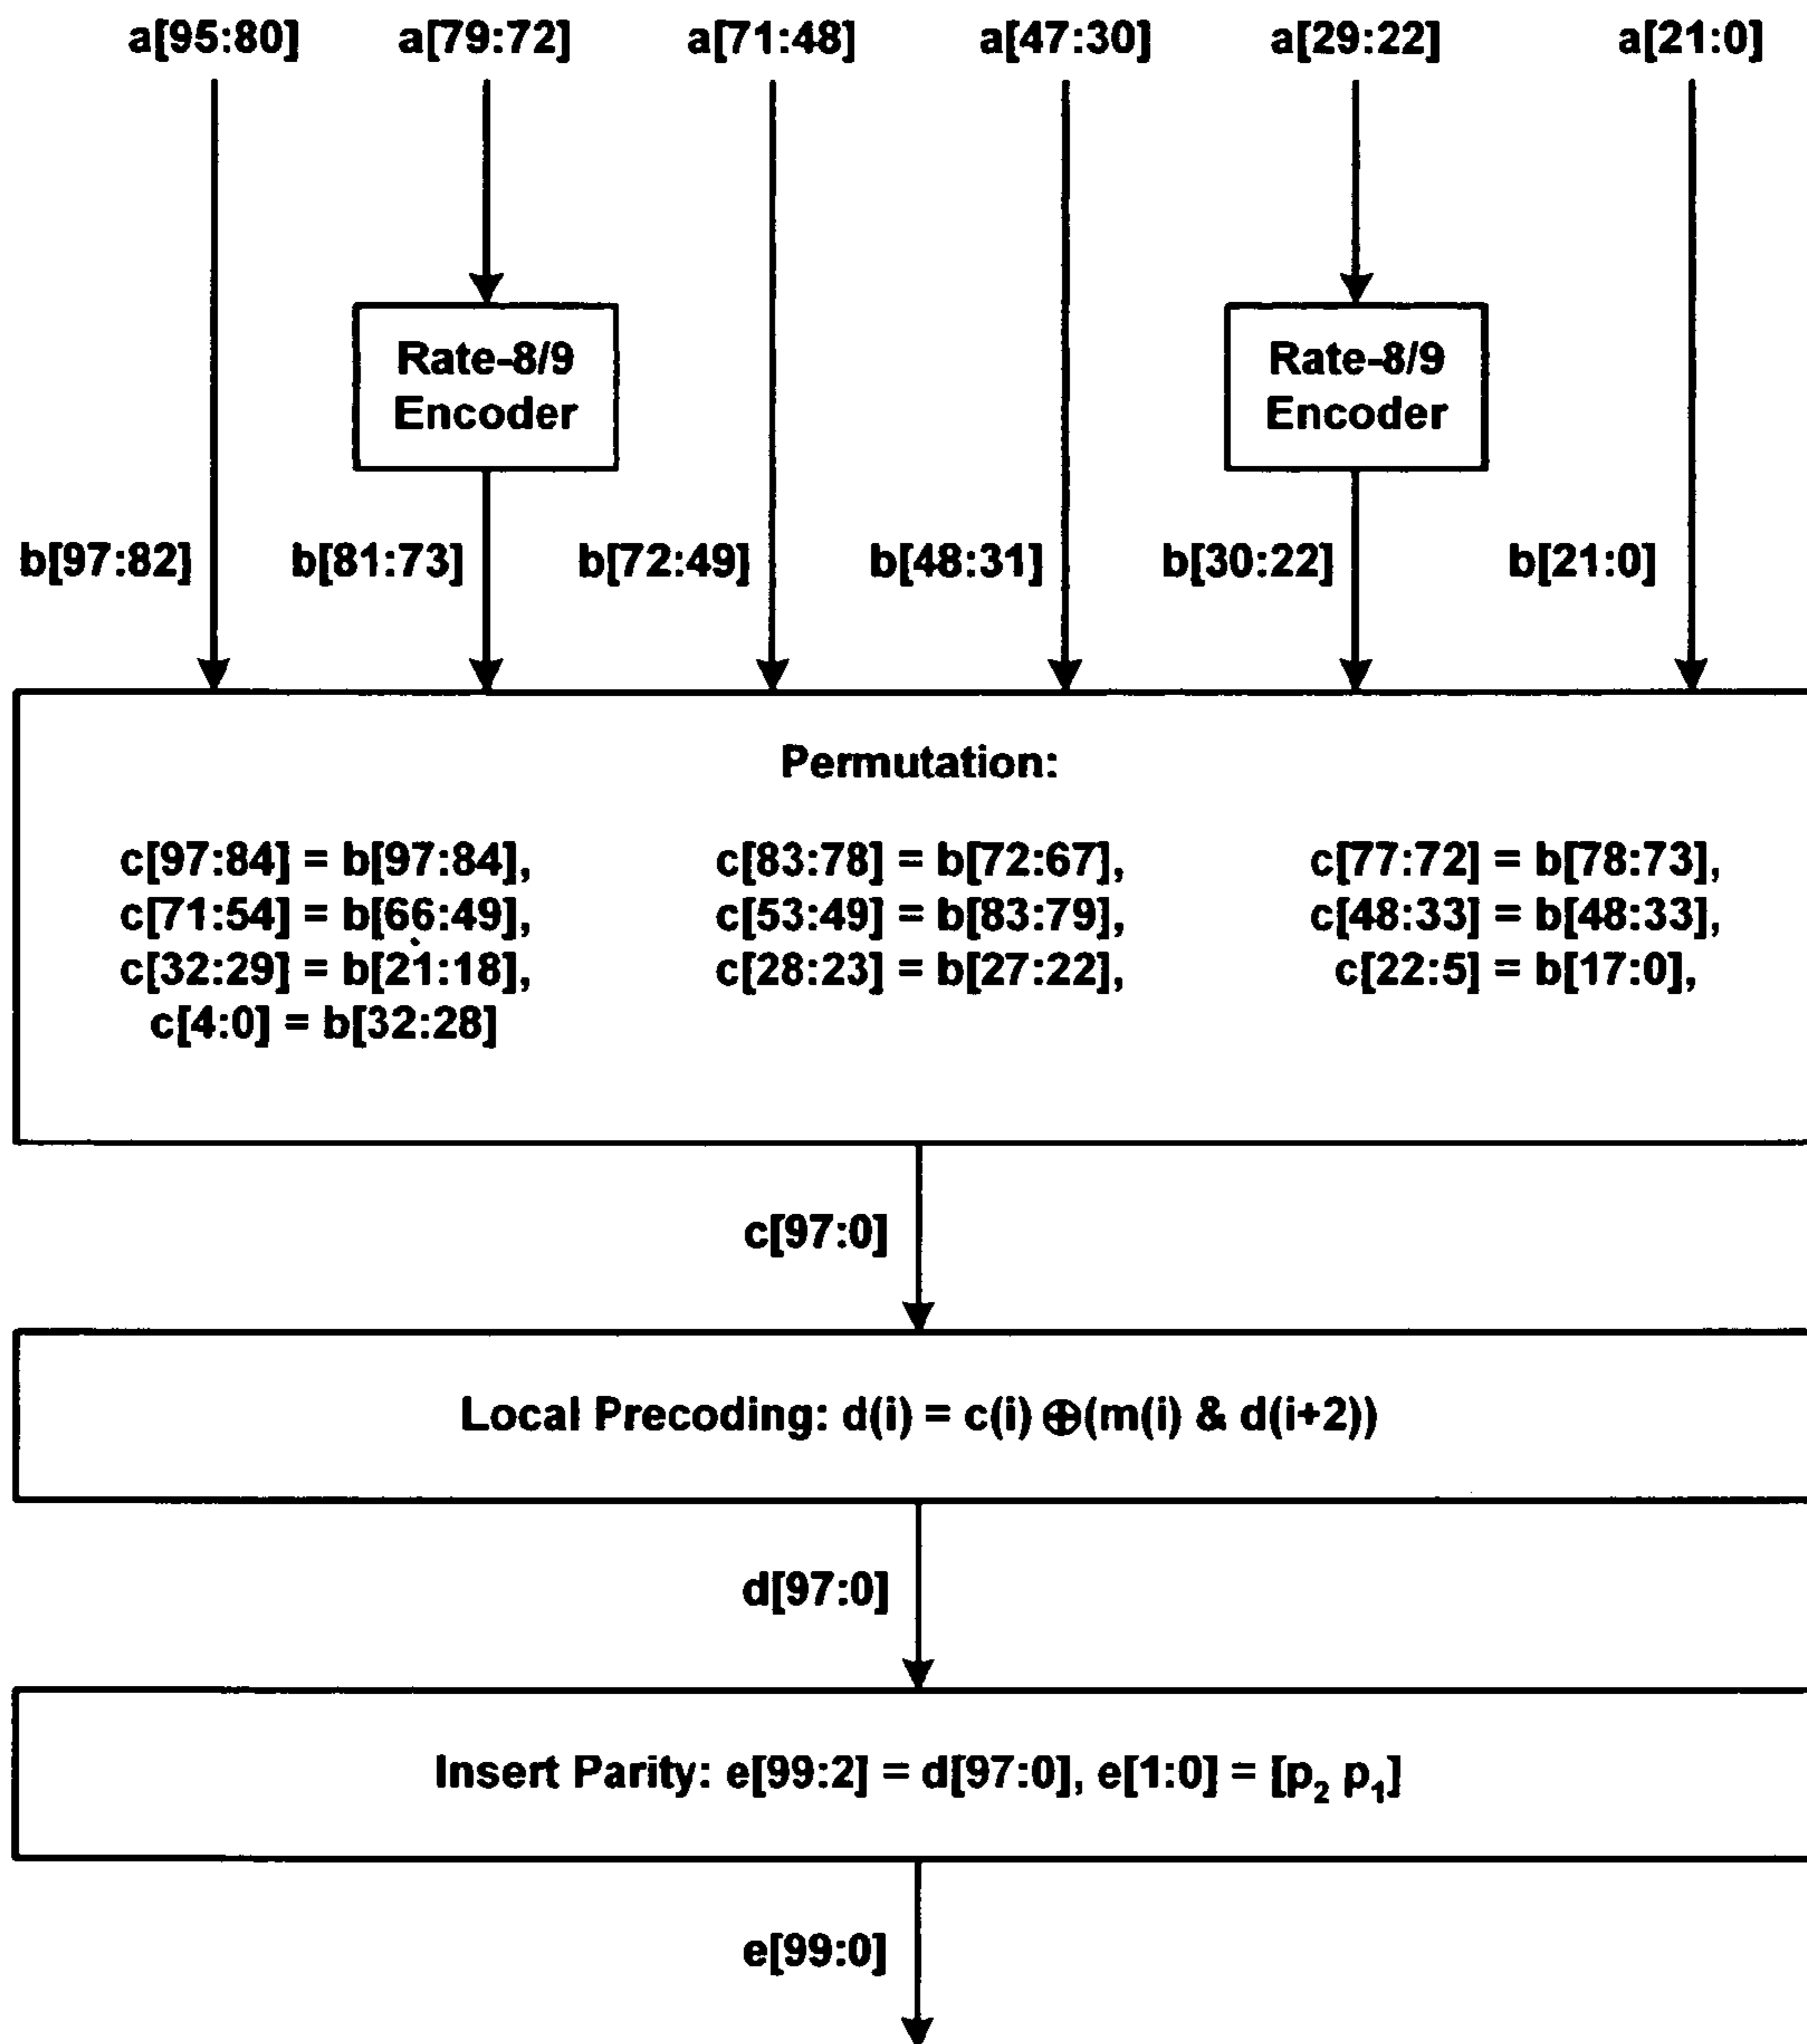 a[95:80] a[79:72] a[71:48] a[47:30] a[29:22] a[21:0]
Rate-8/9 Rate-8/9
Encoder Encoder
b[97:82] b[81:73] b[72:49] b[48:31] b[30:22] b[21:0]
Permutation:
c[97:84] = b[97:84], c[83:78] = b[72:67], c[77:72] = b[78:73],
c[71:54] = b[66:49], c[53:49] = b[83:79], c[48:33] = b[48:33],
c[32:29] = b[21:18], c[28:23] = b[27:22], c[22:5] = b[17:0],
c[4:0] = b[32:28]
c[97:0]
Local Precoding: d(i) = c(i) ⊕(m(i) & d(i+2))
d[97:0]
Insert Parity: e[99:2] = d[97:0], e[1:0] = [p₂ p₁]
e[99:0]